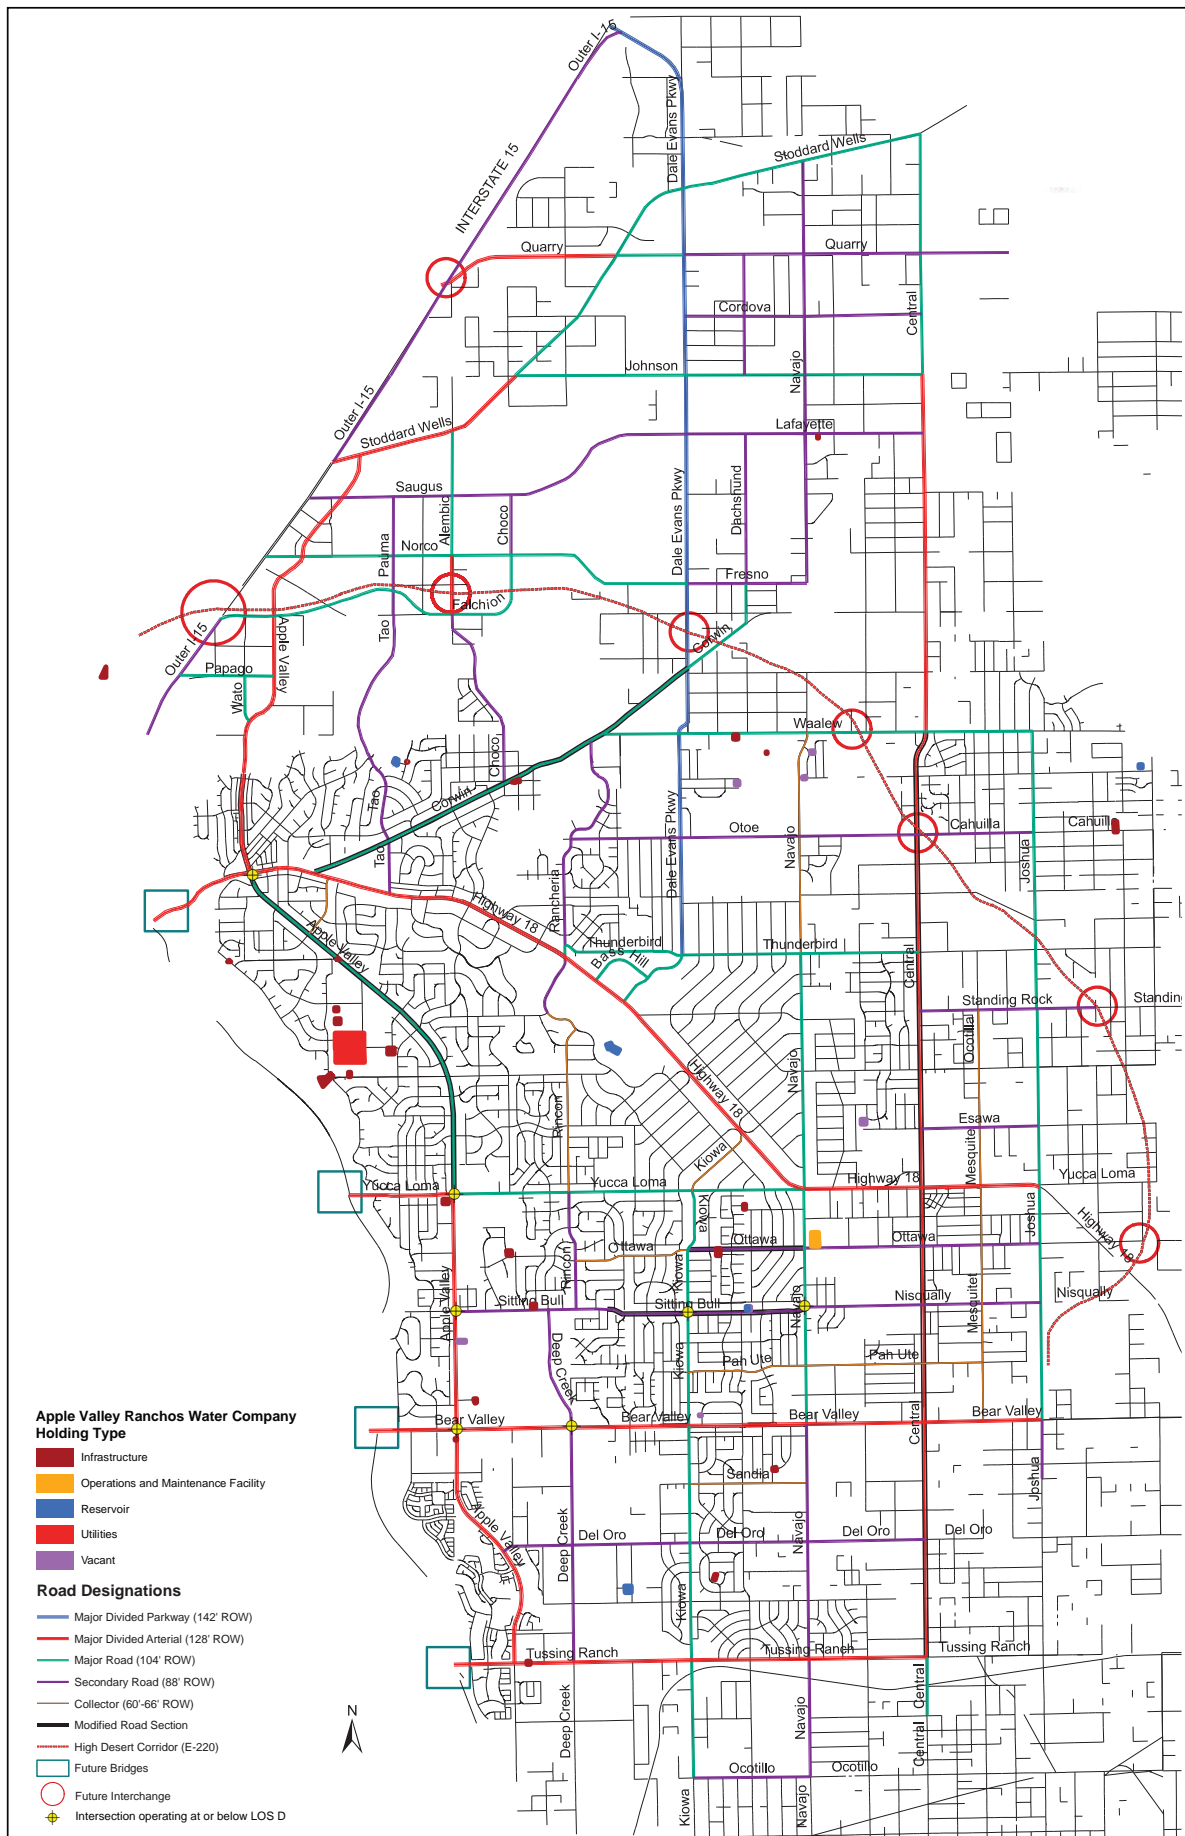 Outer I-15
Dale Evans Pkwy
Stoddard Wells
INTERSTATE 15
Quarry
Quarry
Cordova
Central
Johnson
Navajo
Outer I-15
Stoddard Wells
Lafayette
Saugus
Alembic
Choco
Dale Evans Pkwy
Dachshund
Pauma
Norco
Fresno
Falchion
Tao
Corwin
Outer I-15
Apple Valley
Papago
Wato
Waalew
Choco
Tao
Corwin
Tao
Dale Evans Pkwy
Otoe
Navajo
Cahuilla
Cahuilla
Joshua
Highway 18
Rancheria
Apple Valley
Thunderbird
Bass Hill
Thunderbird
Central
Standing Rock
Standing
Ocotilla
Highway 18
Navajo
Rincon
Esawa
Mesquite
Kiowa
Yucca Loma
Yucca Loma
Highway 18
Yucca Loma
Kiowa
Joshua
Highway 18
Ottawa
Ottawa
Ottawa
Rincon
Kiowa
Apple Valley
Sitting Bull
Sitting Bull
Navajo
Nisqually
Nisqually
Mesquitet
Deep Creek
Kiowa
Pah Ute
Pah Ute
Bear Valley
Bear Valley
Bear Valley
Central
Bear Valley
Sandia
Joshua
Apple Valley
Deep Creek
Del Oro
Del Oro
Navajo
Del Oro
Del Oro
Kiowa
Tussing Ranch
Tussing Ranch
Tussing Ranch
Deep Creek
Navajo
Central
Central
Ocotillo
Ocotillo
Kiowa
Navajo
Apple Valley Ranchos Water Company
Holding Type
Infrastructure
Operations and Maintenance Facility
Reservoir
Utilities
Vacant
Road Designations
Major Divided Parkway (142' ROW)
Major Divided Arterial (128' ROW)
Major Road (104' ROW)
Secondary Road (88' ROW)
Collector (60'-66' ROW)
Modified Road Section
High Desert Corridor (E-220)
Future Bridges
Future Interchange
Intersection operating at or below LOS D
N